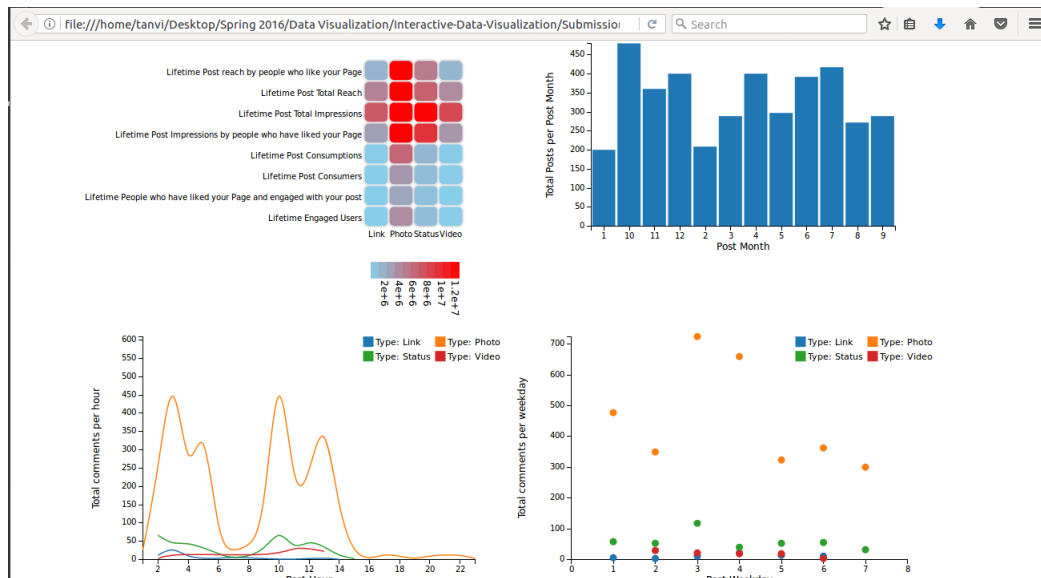 file:///home/tanvi/Desktop/Spring 2016/Data Visualization/Interactive-Data-Visualization/Submission
Search
Lifetime Post reach by people who like your Page
Lifetime Post Total Reach
Lifetime Post Total Impressions
Lifetime Post Impressions by people who have liked your Page
Lifetime Post Consumptions
Lifetime Post Consumers
Lifetime People who have liked your Page and engaged with your post
Lifetime Engaged Users
Link Photo Status Video
2e+6 4e+6 6e+6 8e+6 1e+7 1.2e+7
Total Posts per Post Month
450
400
350
300
250
200
150
100
50
0
1 10 11 12 2 3 4 5 6 7 8 9
Post Month
Type: Link Type: Photo
Type: Status Type: Video
Total comments per hour
600
550
500
450
400
350
300
250
200
150
100
50
0
2 4 6 8 10 12 14 16 18 20 22
Post Hour
Type: Link Type: Photo
Type: Status Type: Video
Total comments per weekday
700
600
500
400
300
200
100
0
0 1 2 3 4 5 6 7 8
Post Weekday